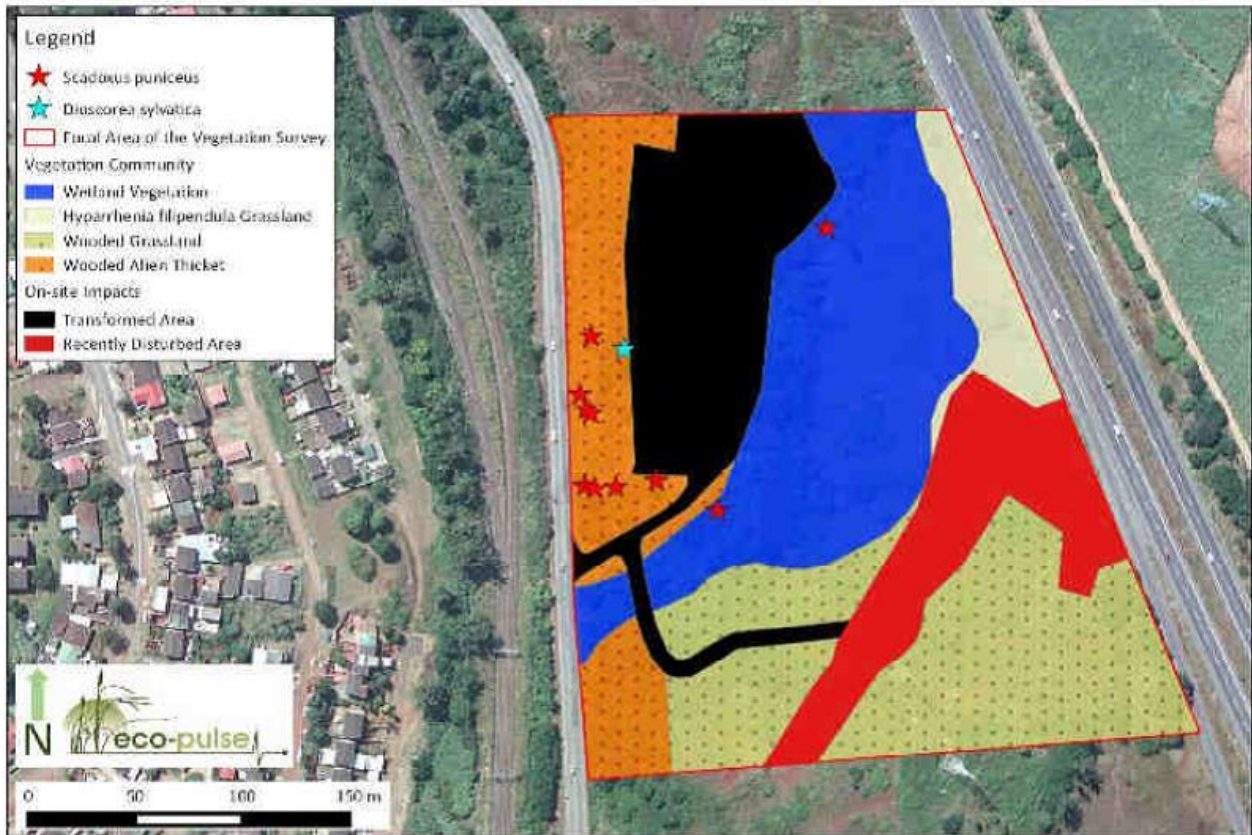 Legend
Scadoxus puniceus
Dioscorea sylvatica
Focal Area of the Vegetation Survey
Vegetation Community
Wetland Vegetation
Hyparrhenia filipendula Grassland
Wooded Grassland
Wooded Alien Thicket
On-site Impacts
Transformed Area
Recently Disturbed Area
N
eco-pulse
0 50 100 150 m